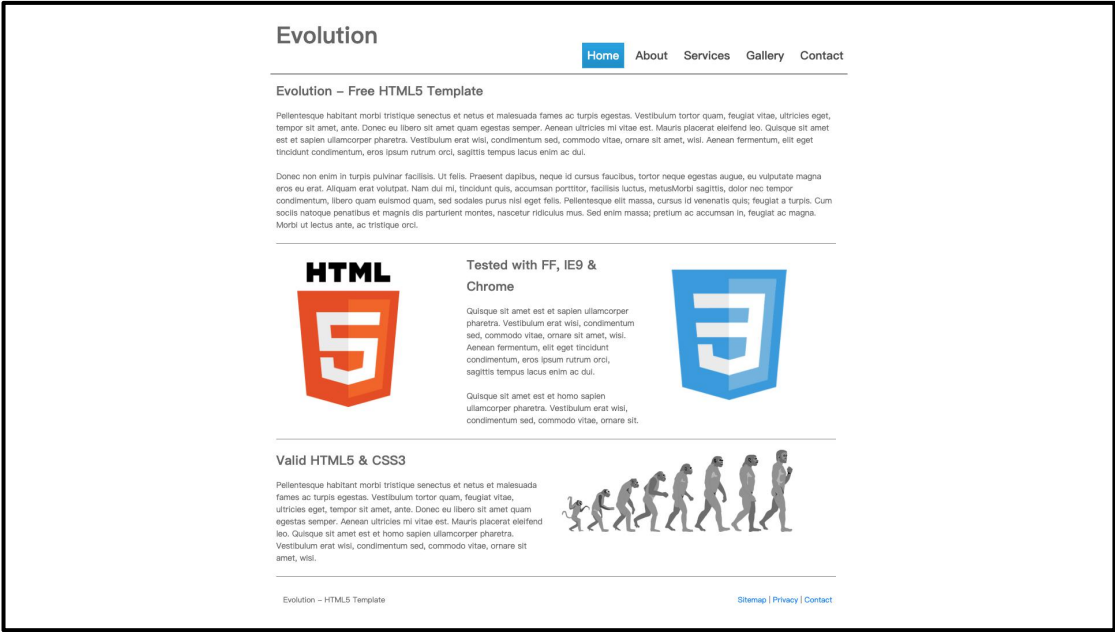 Evolution
Home About Services Gallery Contact
Evolution – Free HTML5 Template
Pellentesque habitant morbi tristique senectus et netus et malesuada fames ac turpis egestas. Vestibulum tortor quam, feugiat vitae, ultricies eget,
tempor sit amet, ante. Donec eu libero sit amet quam egestas semper. Aenean ultricies mi vitae est. Mauris placerat eleifend leo. Quisque sit amet
est et sapien ullamcorper pharetra. Vestibulum erat wisi, condimentum sed, commodo vitae, ornare sit amet, wisi. Aenean fermentum, elit eget
tincidunt condimentum, eros ipsum rutrum orci, sagittis tempus lacus enim ac dui.
Donec non enim in turpis pulvinar facilisis. Ut felis. Praesent dapibus, neque id cursus faucibus, tortor neque egestas augue, eu vulputate magna
eros eu erat. Aliquam erat volutpat. Nam dui mi, tincidunt quis, accumsan porttitor, facilisis luctus, metusMorbi sagittis, dolor nec tempor
condimentum, libero quam euismod quam, sed sodales purus nisl eget felis. Pellentesque elit massa, cursus id venenatis quis; feugiat a turpis. Cum
sociis natoque penatibus et magnis dis parturient montes, nascetur ridiculus mus. Sed enim massa; pretium ac accumsan in, feugiat ac magna.
Morbi ut lectus ante, ac tristique orci.
HTML
5
Tested with FF, IE9 &
Chrome
Quisque sit amet est et sapien ullamcorper
pharetra. Vestibulum erat wisi, condimentum
sed, commodo vitae, ornare sit amet, wisi.
Aenean fermentum, elit eget tincidunt
condimentum, eros ipsum rutrum orci,
sagittis tempus lacus enim ac dui.
Quisque sit amet est et homo sapien
ullamcorper pharetra. Vestibulum erat wisi,
condimentum sed, commodo vitae, ornare sit.
3
Valid HTML5 & CSS3
Pellentesque habitant morbi tristique senectus et netus et malesuada
fames ac turpis egestas. Vestibulum tortor quam, feugiat vitae,
ultricies eget, tempor sit amet, ante. Donec eu libero sit amet quam
egestas semper. Aenean ultricies mi vitae est. Mauris placerat eleifend
leo. Quisque sit amet est et homo sapien ullamcorper pharetra.
Vestibulum erat wisi, condimentum sed, commodo vitae, ornare sit
amet, wisi.
Evolution – HTML5 Template
Sitemap | Privacy | Contact